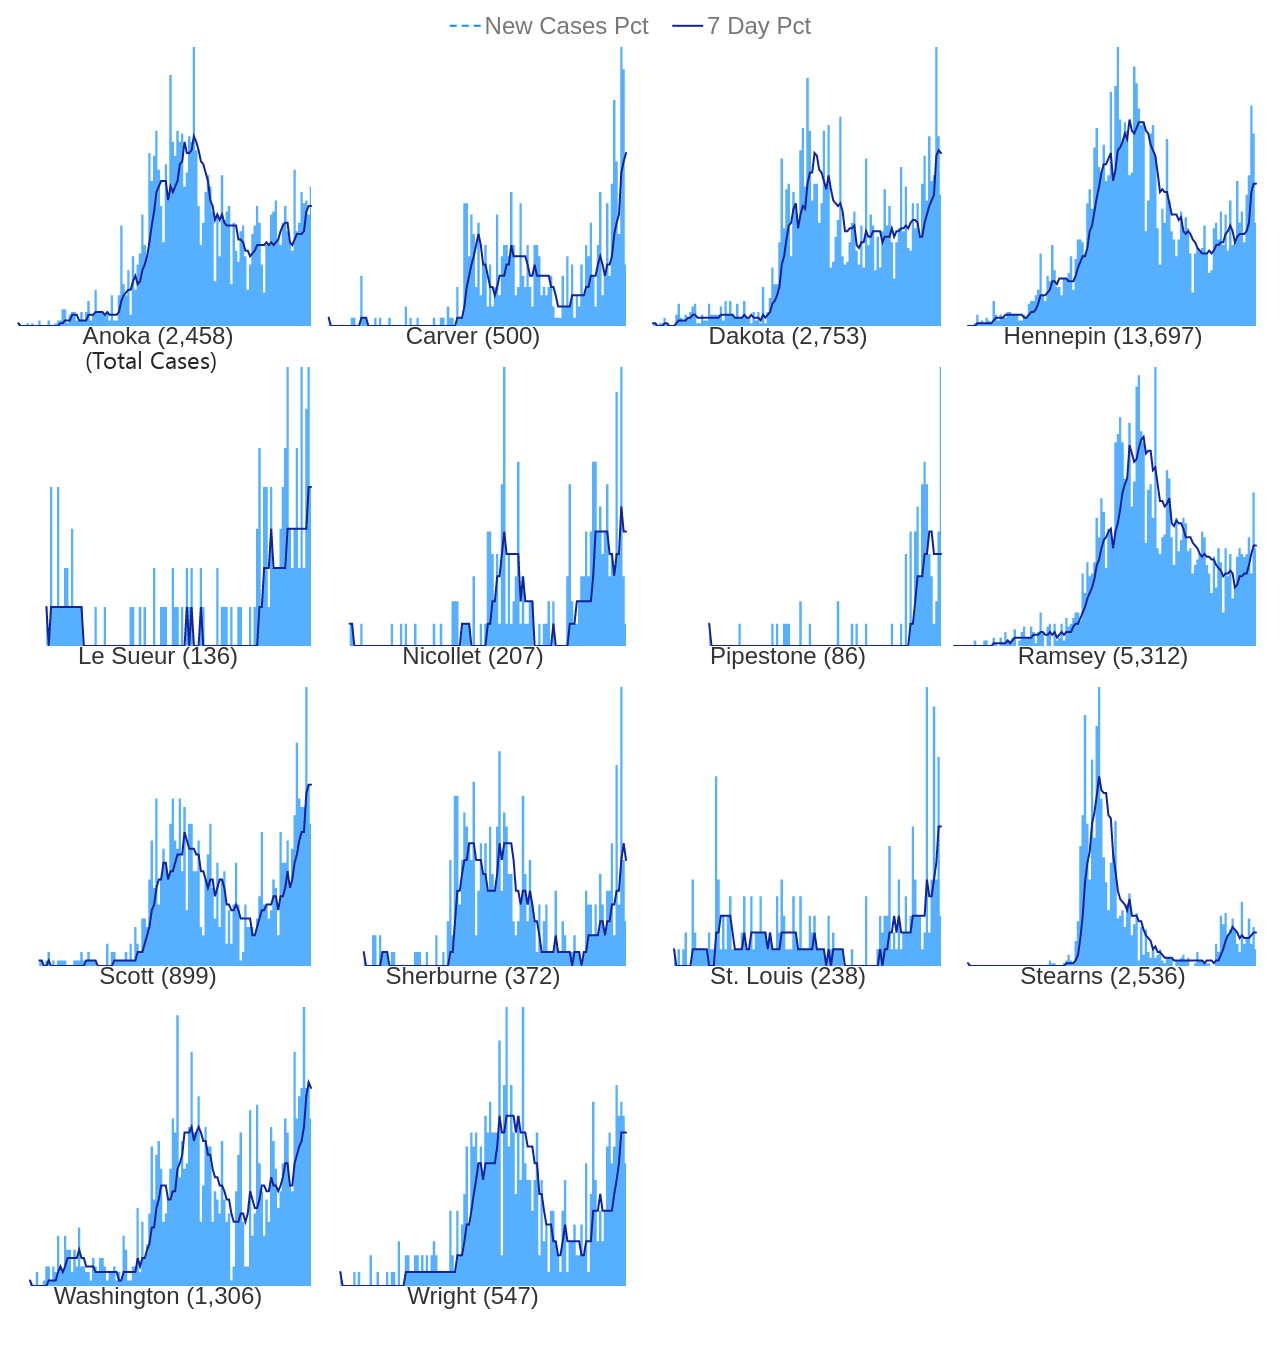 New Cases Pct 7 Day Pct
Anoka (2,458) Carver (500) Dakota (2,753) Hennepin (13,697)
(Total Cases)
Le Sueur (136) Nicollet (207) Pipestone (86) Ramsey (5,312)
Scott (899) Sherburne (372) St. Louis (238) Stearns (2,536)
Washington (1,306) Wright (547)